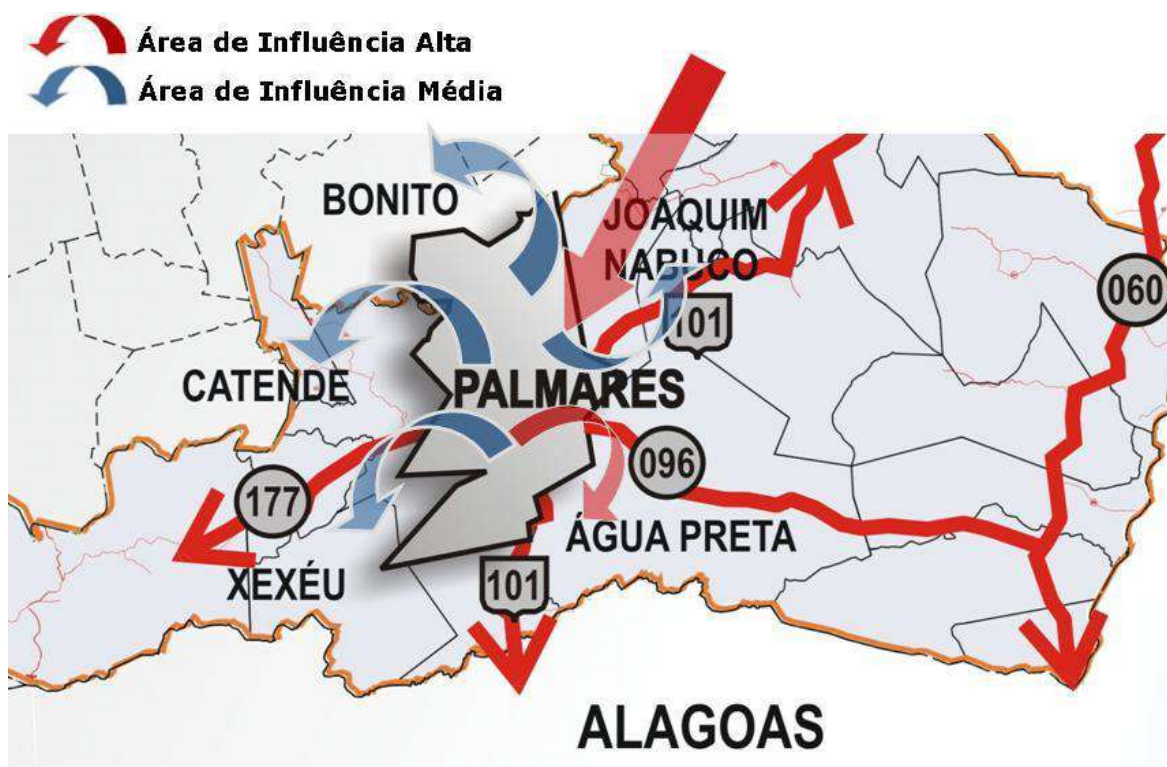 Área de Influência Alta
Área de Influência Média
BONITO
JOAQUIM
NABUCO
060
101
CATENDE
PALMARES
096
177
ÁGUA PRETA
XEXÉU
101
ALAGOAS